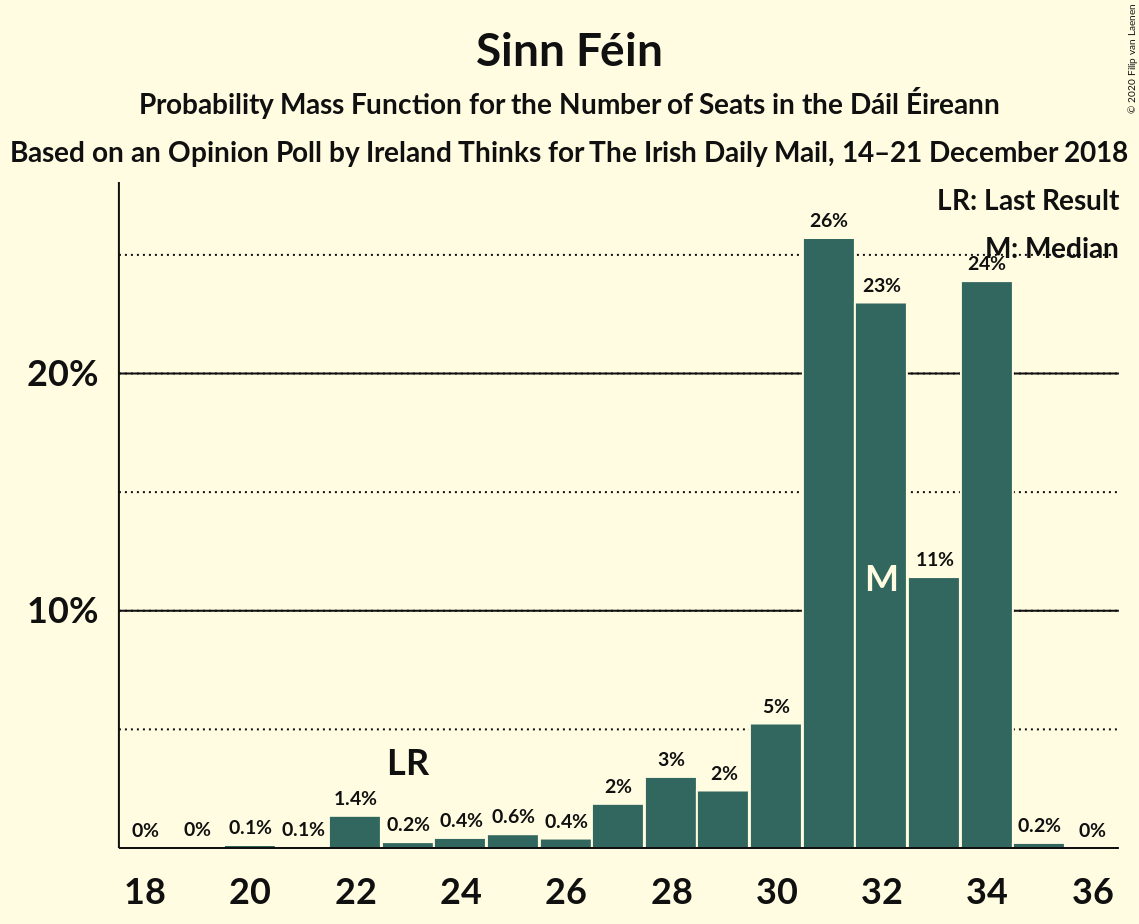 Sinn Féin
Probability Mass Function for the Number of Seats in the Dáil Éireann
Based on an Opinion Poll by Ireland Thinks for The Irish Daily Mail, 14–21 December 2018
© 2020 Filip van Laenen
LR: Last Result
M: Median
20%
10%
0%
0%
0.1%
0.1%
1.4%
0.2%
0.4%
0.6%
0.4%
2%
3%
2%
5%
26%
23%
11%
24%
0.2%
0%
LR
M
18 20 22 24 26 28 30 32 34 36